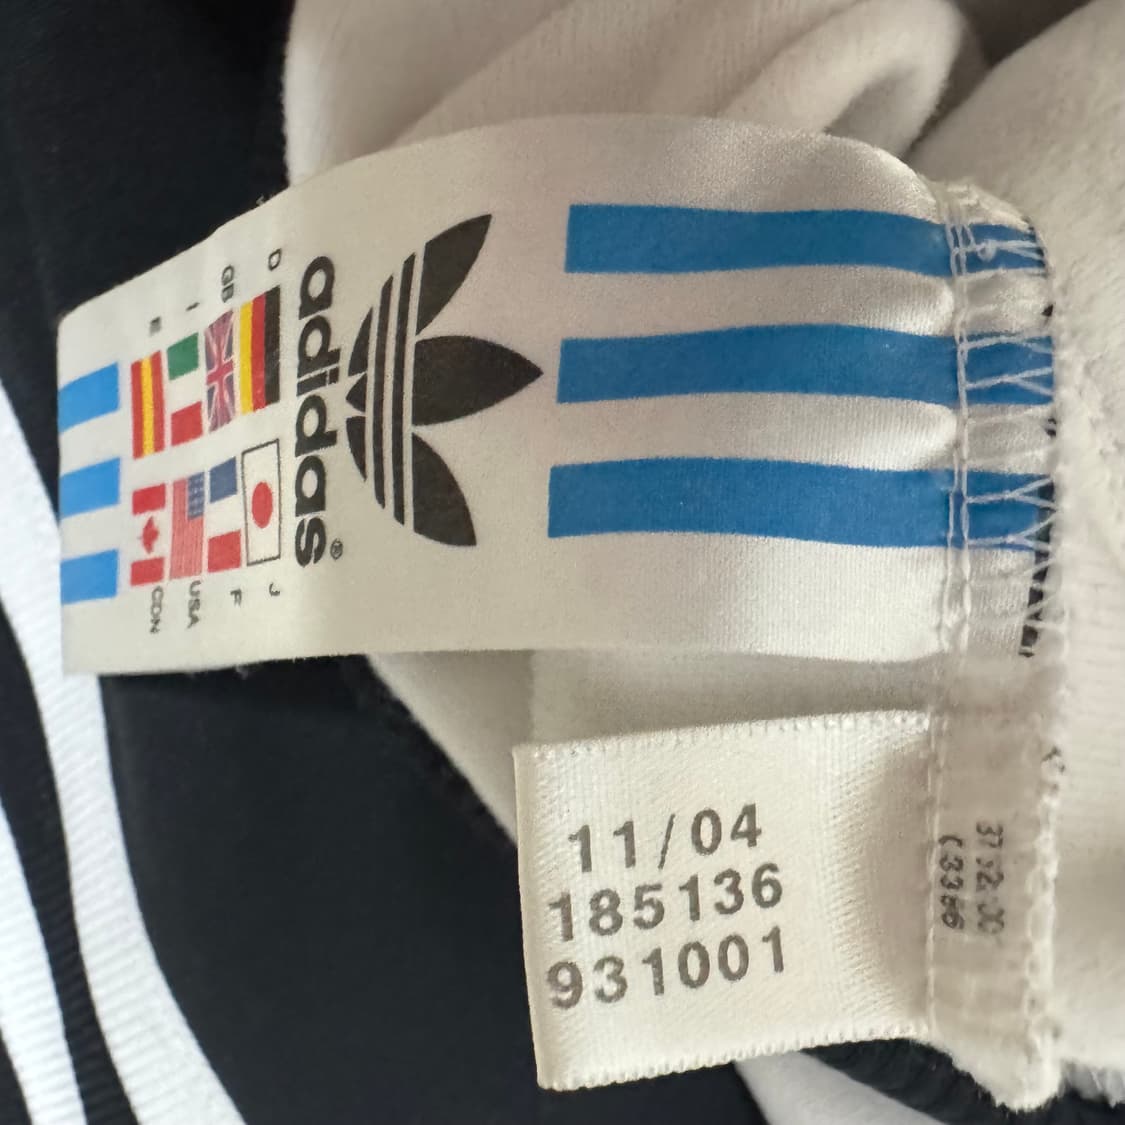 adidas®
D
J
GB
F
I
USA
E
CDN
11/04
185136
931001